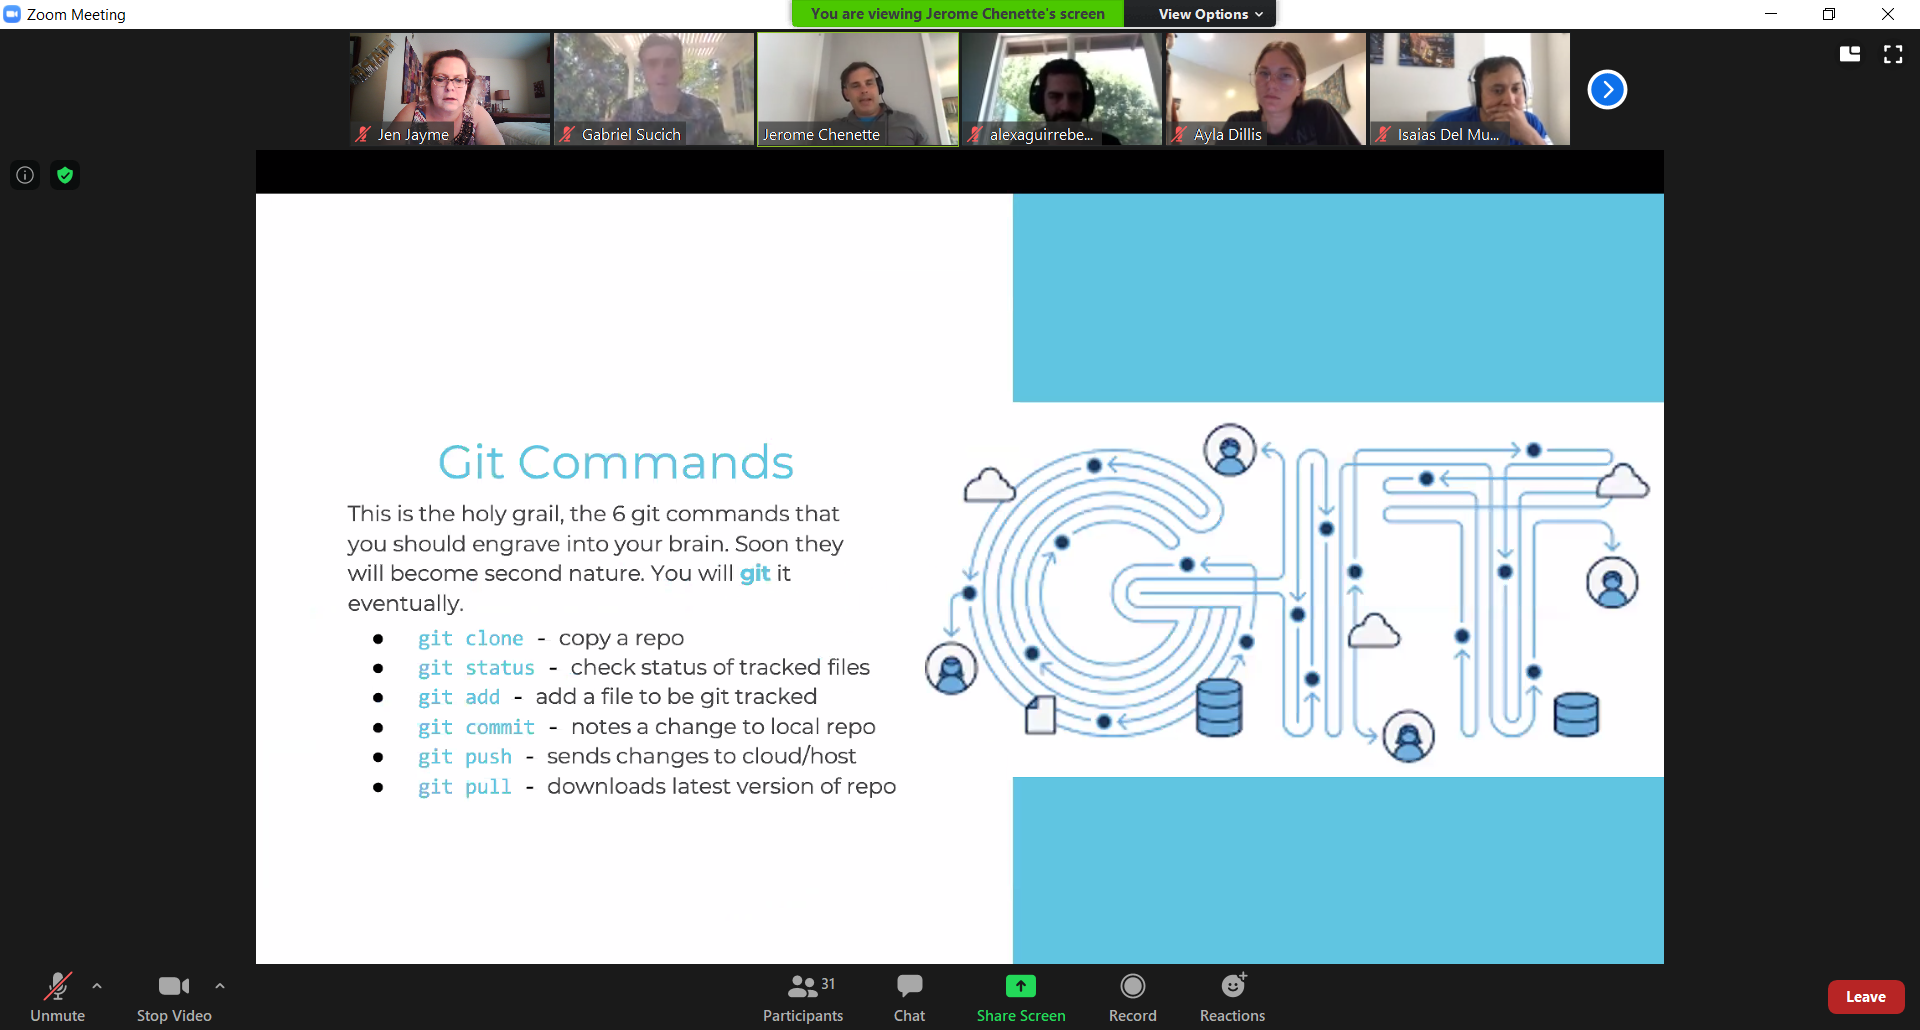 Zoom Meeting
You are viewing Jerome Chenette's screen
View Options
Jen Jayme
Gabriel Sucich
Jerome Chenette
alexaguirrebe...
Ayla Dillis
Isaias Del Mu...
Git Commands
This is the holy grail, the 6 git commands that
you should engrave into your brain. Soon they
will become second nature. You will git it
eventually.
● git clone - copy a repo
● git status - check status of tracked files
● git add - add a file to be git tracked
● git commit - notes a change to local repo
● git push - sends changes to cloud/host
● git pull - downloads latest version of repo
GIT
Unmute
Stop Video
31
Participants
Chat
Share Screen
Record
Reactions
Leave